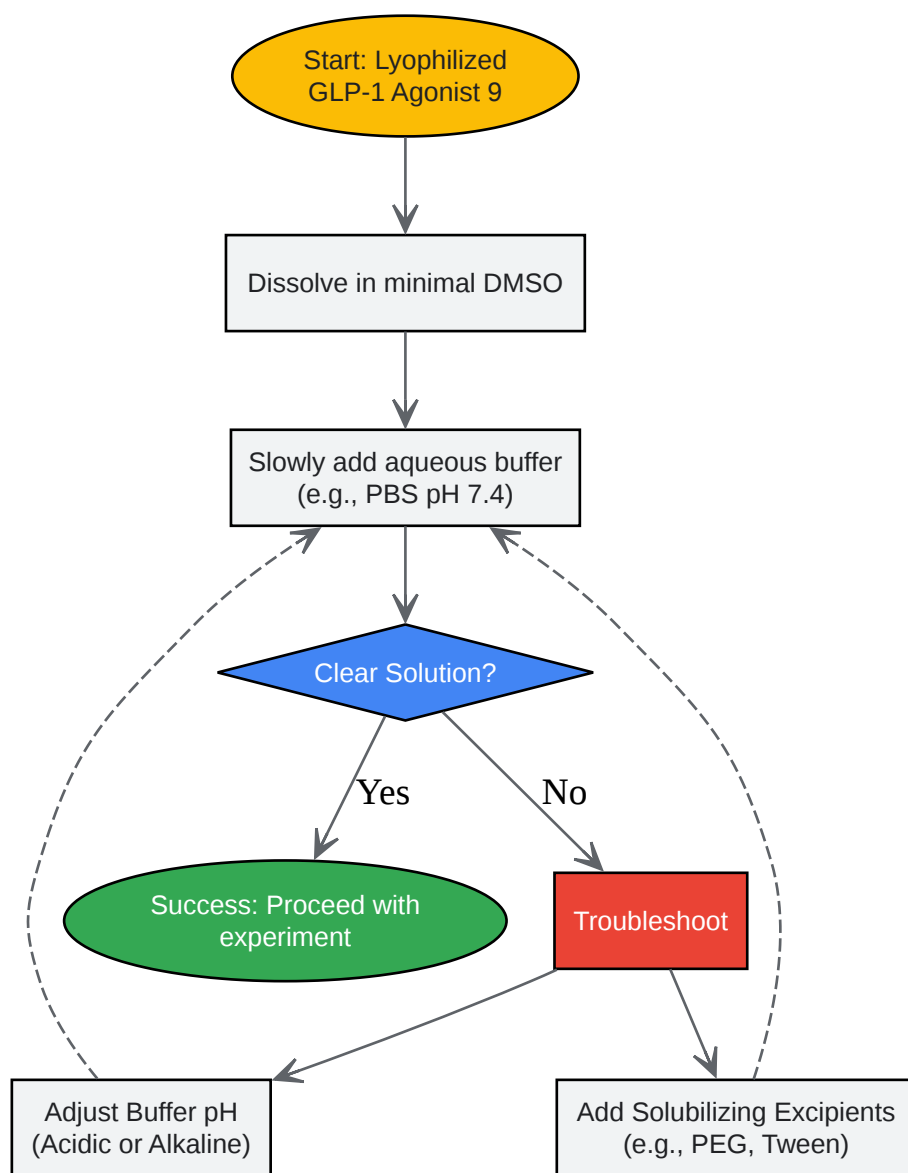 Start: Lyophilized
GLP-1 Agonist 9
Dissolve in minimal DMSO
Slowly add aqueous buffer
(e.g., PBS pH 7.4)
Clear Solution?
Yes
No
Success: Proceed with
experiment
Troubleshoot
Adjust Buffer pH
(Acidic or Alkaline)
Add Solubilizing Excipients
(e.g., PEG, Tween)